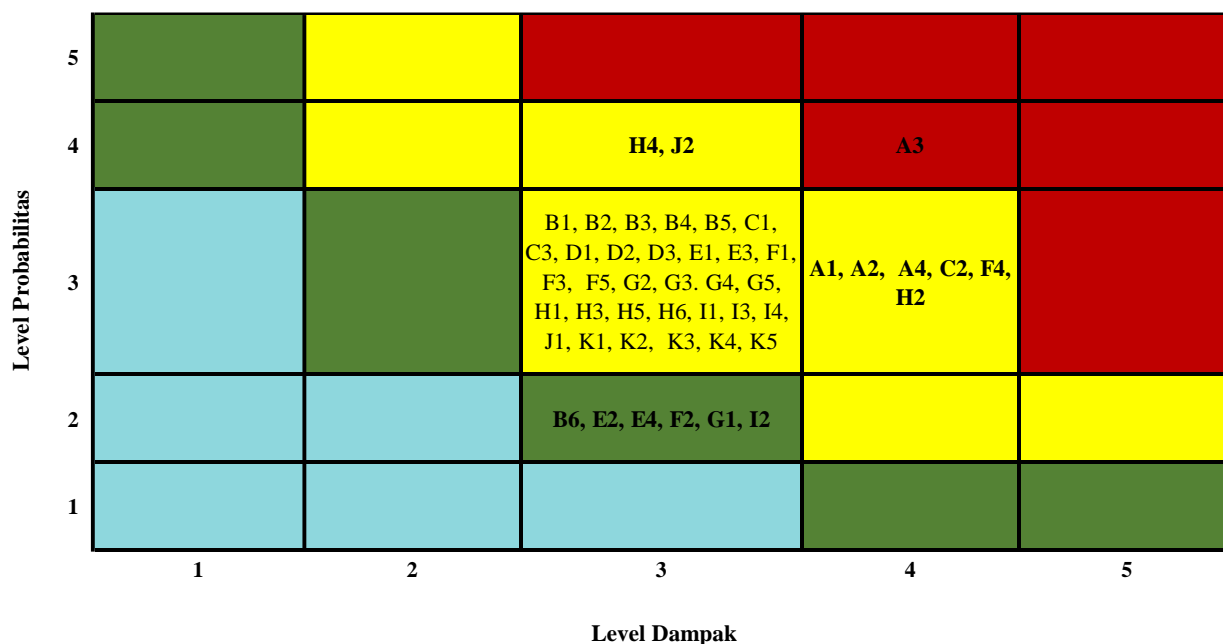 5
4
H4, J2
A3
Level Probabilitas
3
B1, B2, B3, B4, B5, C1,
C3, D1, D2, D3, E1, E3, F1,
F3, F5, G2, G3. G4, G5,
H1, H3, H5, H6, I1, I3, I4,
J1, K1, K2, K3, K4, K5
A1, A2, A4, C2, F4,
H2
2
B6, E2, E4, F2, G1, I2
1
1
2
3
4
5
Level Dampak